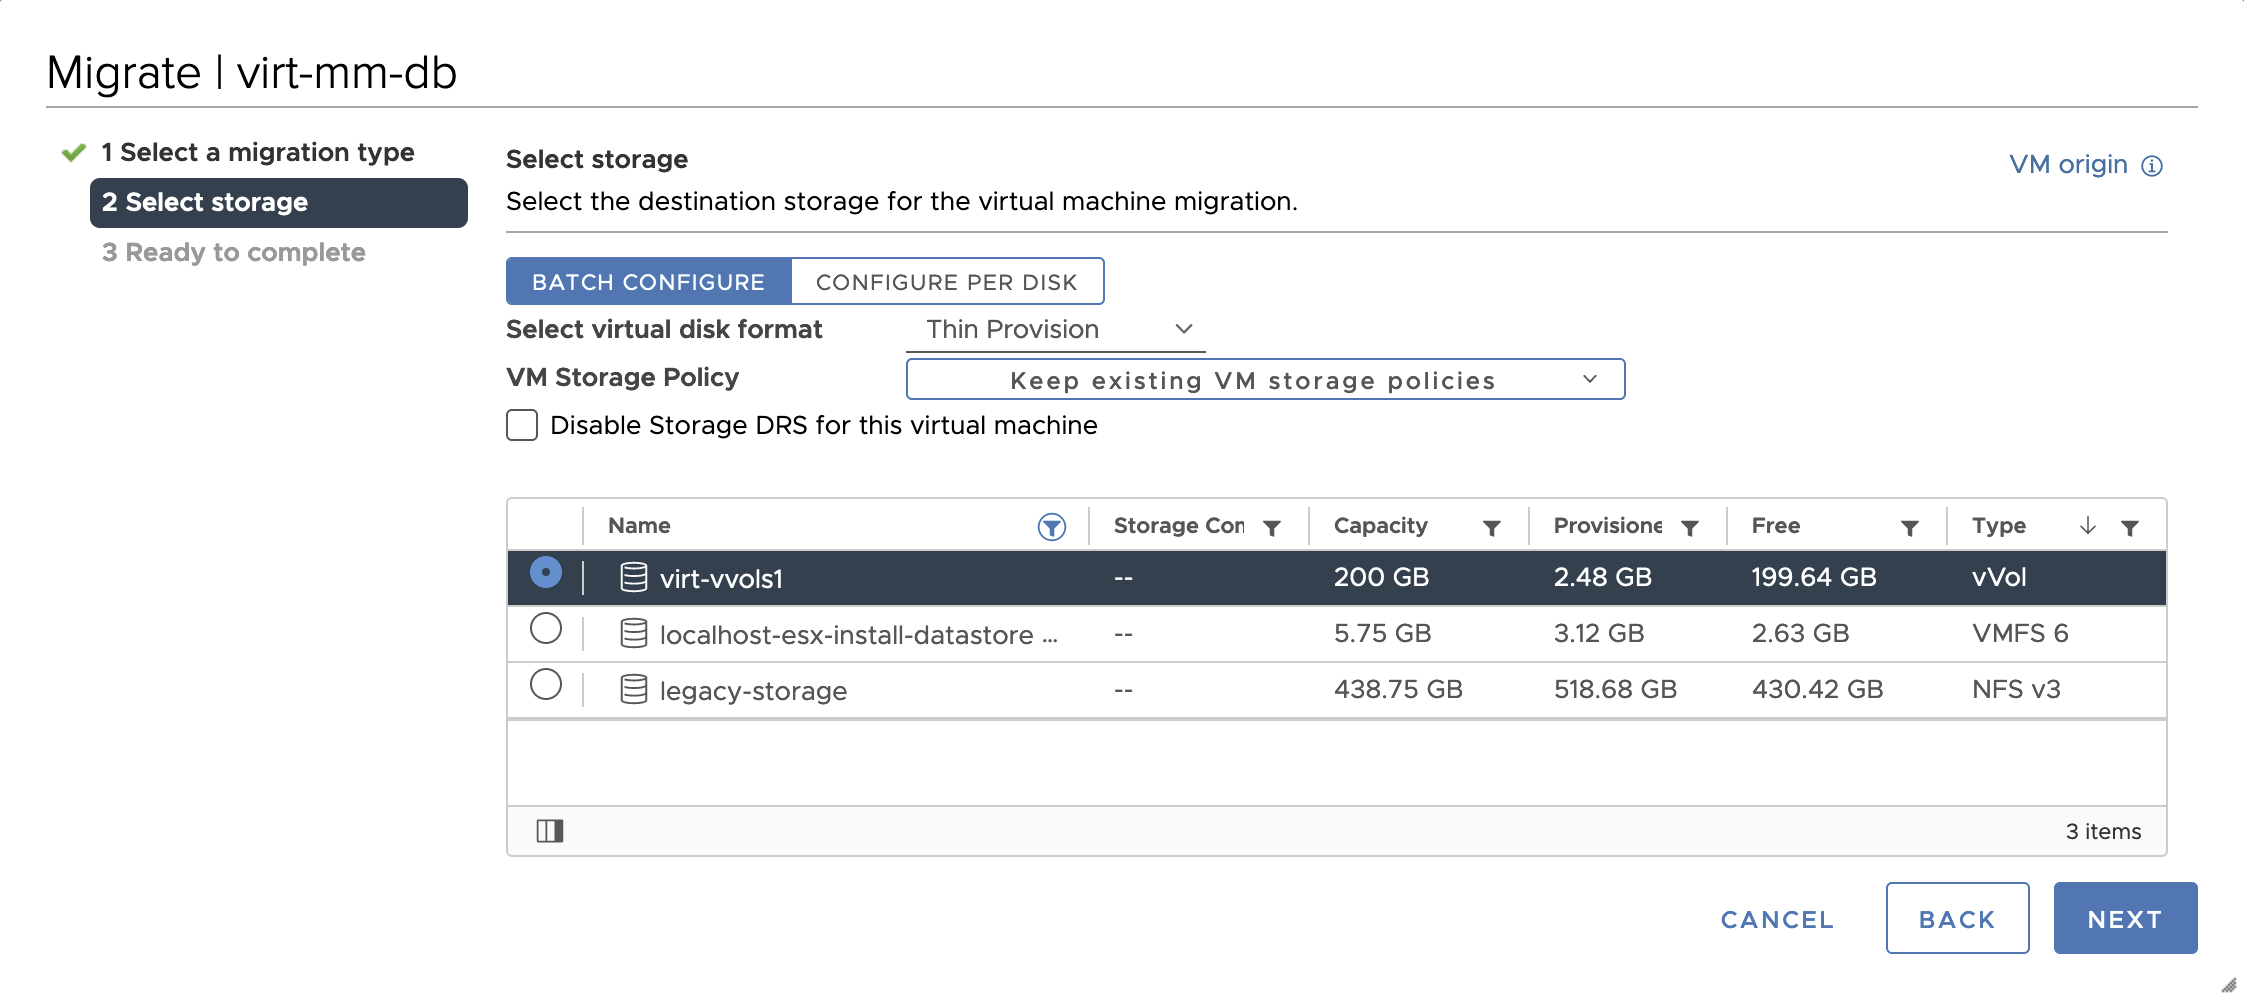 Migrate | virt-mm-db
1 Select a migration type
2 Select storage
3 Ready to complete
Select storage
VM origin
Select the destination storage for the virtual machine migration.
BATCH CONFIGURE CONFIGURE PER DISK
Select virtual disk format Thin Provision
VM Storage Policy Keep existing VM storage policies
Disable Storage DRS for this virtual machine
Name Storage Con Capacity Provisione Free Type
virt-vvols1 -- 200 GB 2.48 GB 199.64 GB vVol
localhost-esx-install-datastore ... -- 5.75 GB 3.12 GB 2.63 GB VMFS 6
legacy-storage -- 438.75 GB 518.68 GB 430.42 GB NFS v3
3 items
CANCEL BACK NEXT